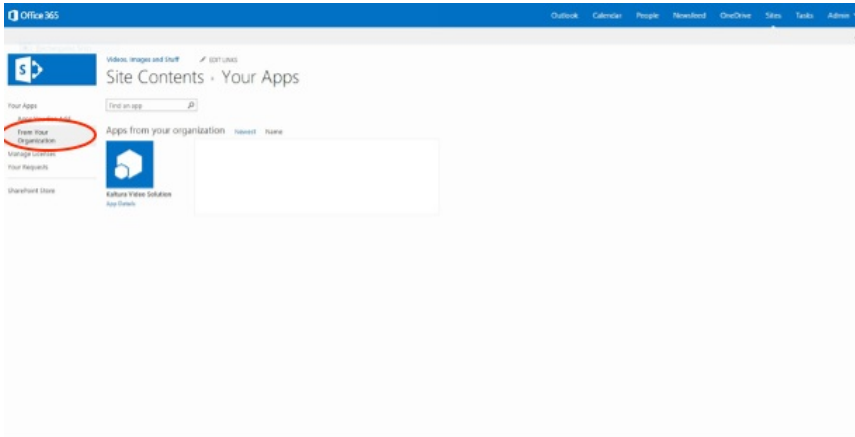 Office 365
Outlook Calendar People Newsfeed OneDrive Sites Tasks Admin
S
Videos, Images and Stuff EDIT LINKS
Site Contents › Your Apps
Your Apps
Find an app
From Your
Organization
Apps from your organization Newest Name
Manage Licenses
Your Requests
SharePoint Store
Kaltura Video Solution
App Details